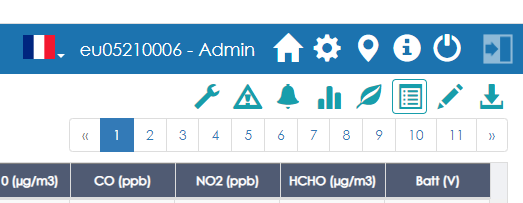 eu05210006 - Admin
« 1 2 3 4 5 6 7 8 9 10 11 »
0 (µg/m3) CO (ppb) NO2 (ppb) HCHO (µg/m3) Batt (V)